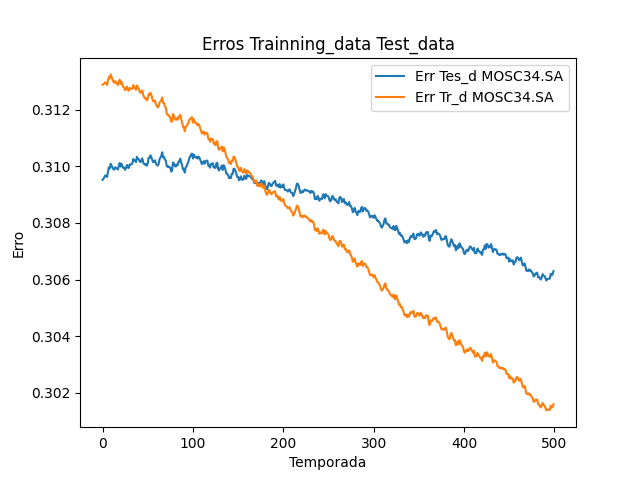 Erros Trainning_data Test_data
Err Tes_d MOSC34.SA
Err Tr_d MOSC34.SA
0.312
0.310
0.308
0.306
0.304
0.302
Erro
0 100 200 300 400 500
Temporada